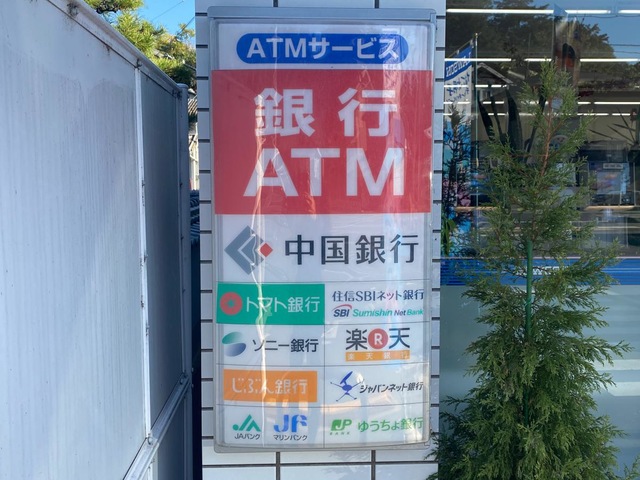 ATMサービス
銀行
ATM
中国銀行
トマト銀行
住信SBIネット銀行
SBI Sumishin Net Bank
ソニー銀行
楽R天
楽天銀行
じぶん銀行
ジャパンネット銀行
JA
JAバンク
JF
マリンバンク
JP
BANK
ゆうちょ銀行